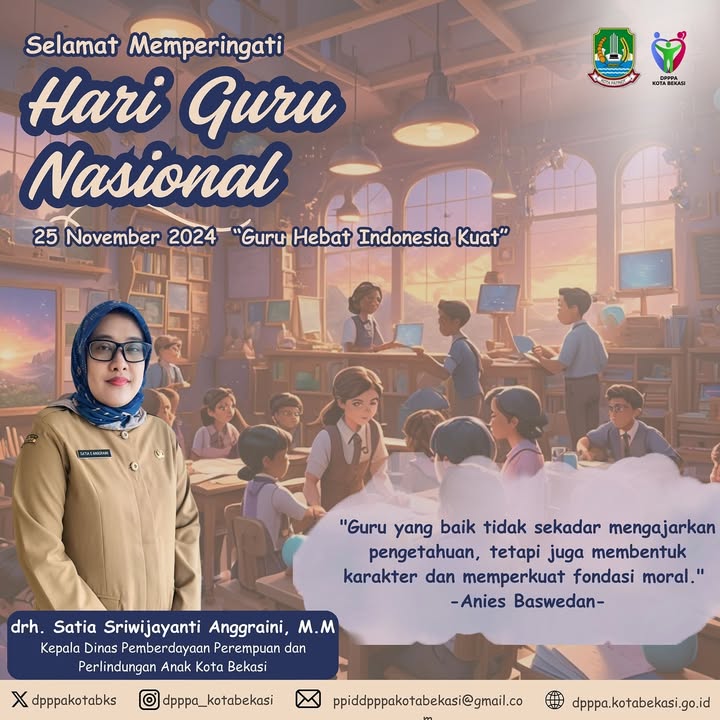 Selamat Memperingati
Hari Guru
Nasional
25 November 2024 "Guru Hebat Indonesia Kuat"
DPPPA
KOTA BEKASI
KOTA PATRIOT
"Guru yang baik tidak sekadar mengajarkan
pengetahuan, tetapi juga membentuk
karakter dan memperkuat fondasi moral."
-Anies Baswedan-
drh. Satia Sriwijayanti Anggraini, M.M
Kepala Dinas Pemberdayaan Perempuan dan
Perlindungan Anak Kota Bekasi
dpppakotabks
dpppa_kotabekasi
ppiddpppakotabekasi@gmail.co
m
dpppa.kotabekasi.go.id